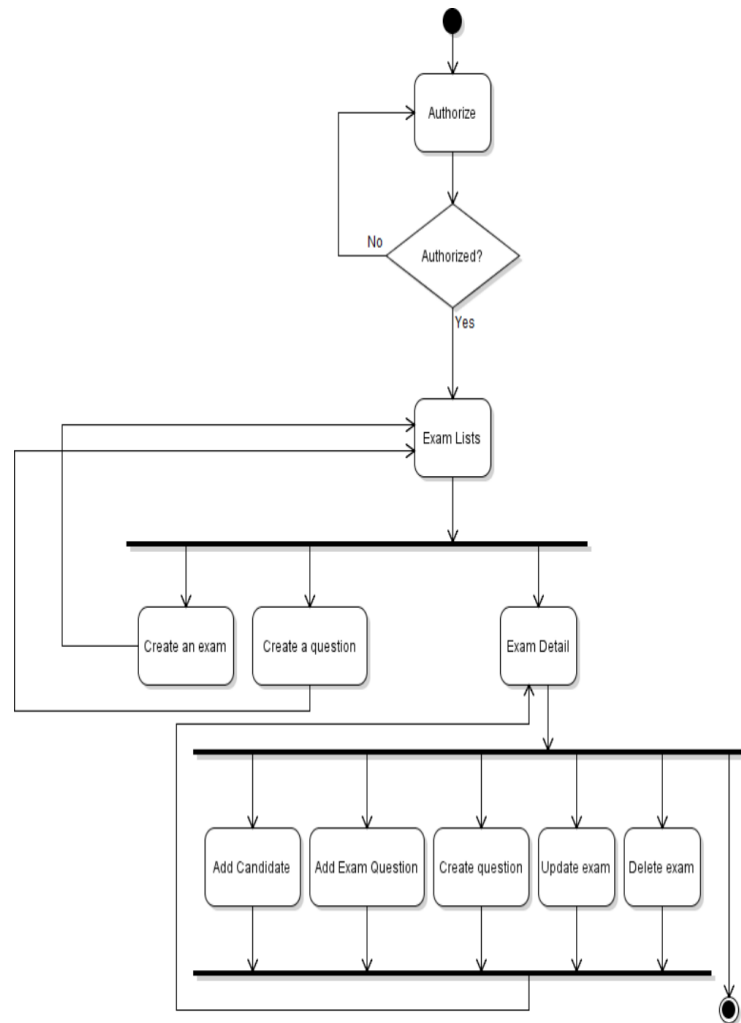 Authorize
No
Authorized?
Yes
Exam Lists
Create an exam
Create a question
Exam Detail
Add Candidate
Add Exam Question
Create question
Update exam
Delete exam